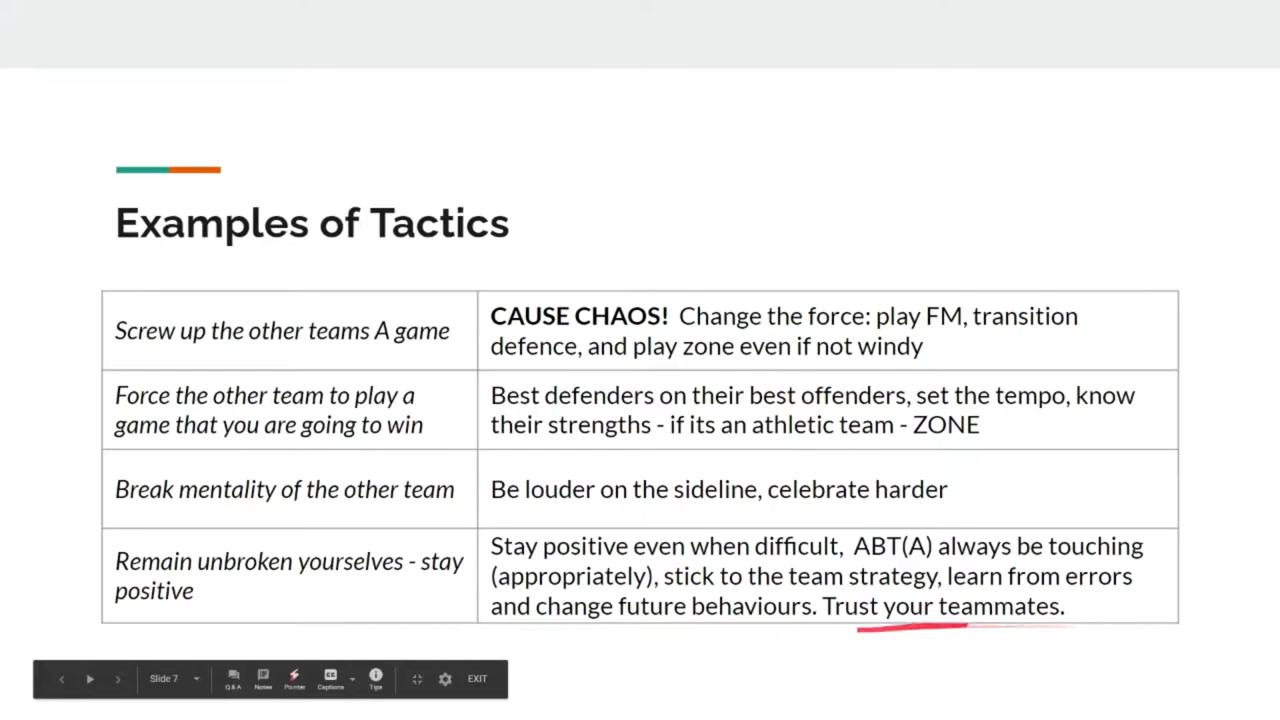 Examples of Tactics
Screw up the other teams A game
CAUSE CHAOS! Change the force: play FM, transition
defence, and play zone even if not windy
Force the other team to play a
game that you are going to win
Best defenders on their best offenders, set the tempo, know
their strengths - if its an athletic team - ZONE
Break mentality of the other team
Be louder on the sideline, celebrate harder
Remain unbroken yourselves - stay
positive
Stay positive even when difficult, ABT(A) always be touching
(appropriately), stick to the team strategy, learn from errors
and change future behaviours. Trust your teammates.
Slide 7
Q & A
Notes
Pointer
CC
Captions
Tips
EXIT